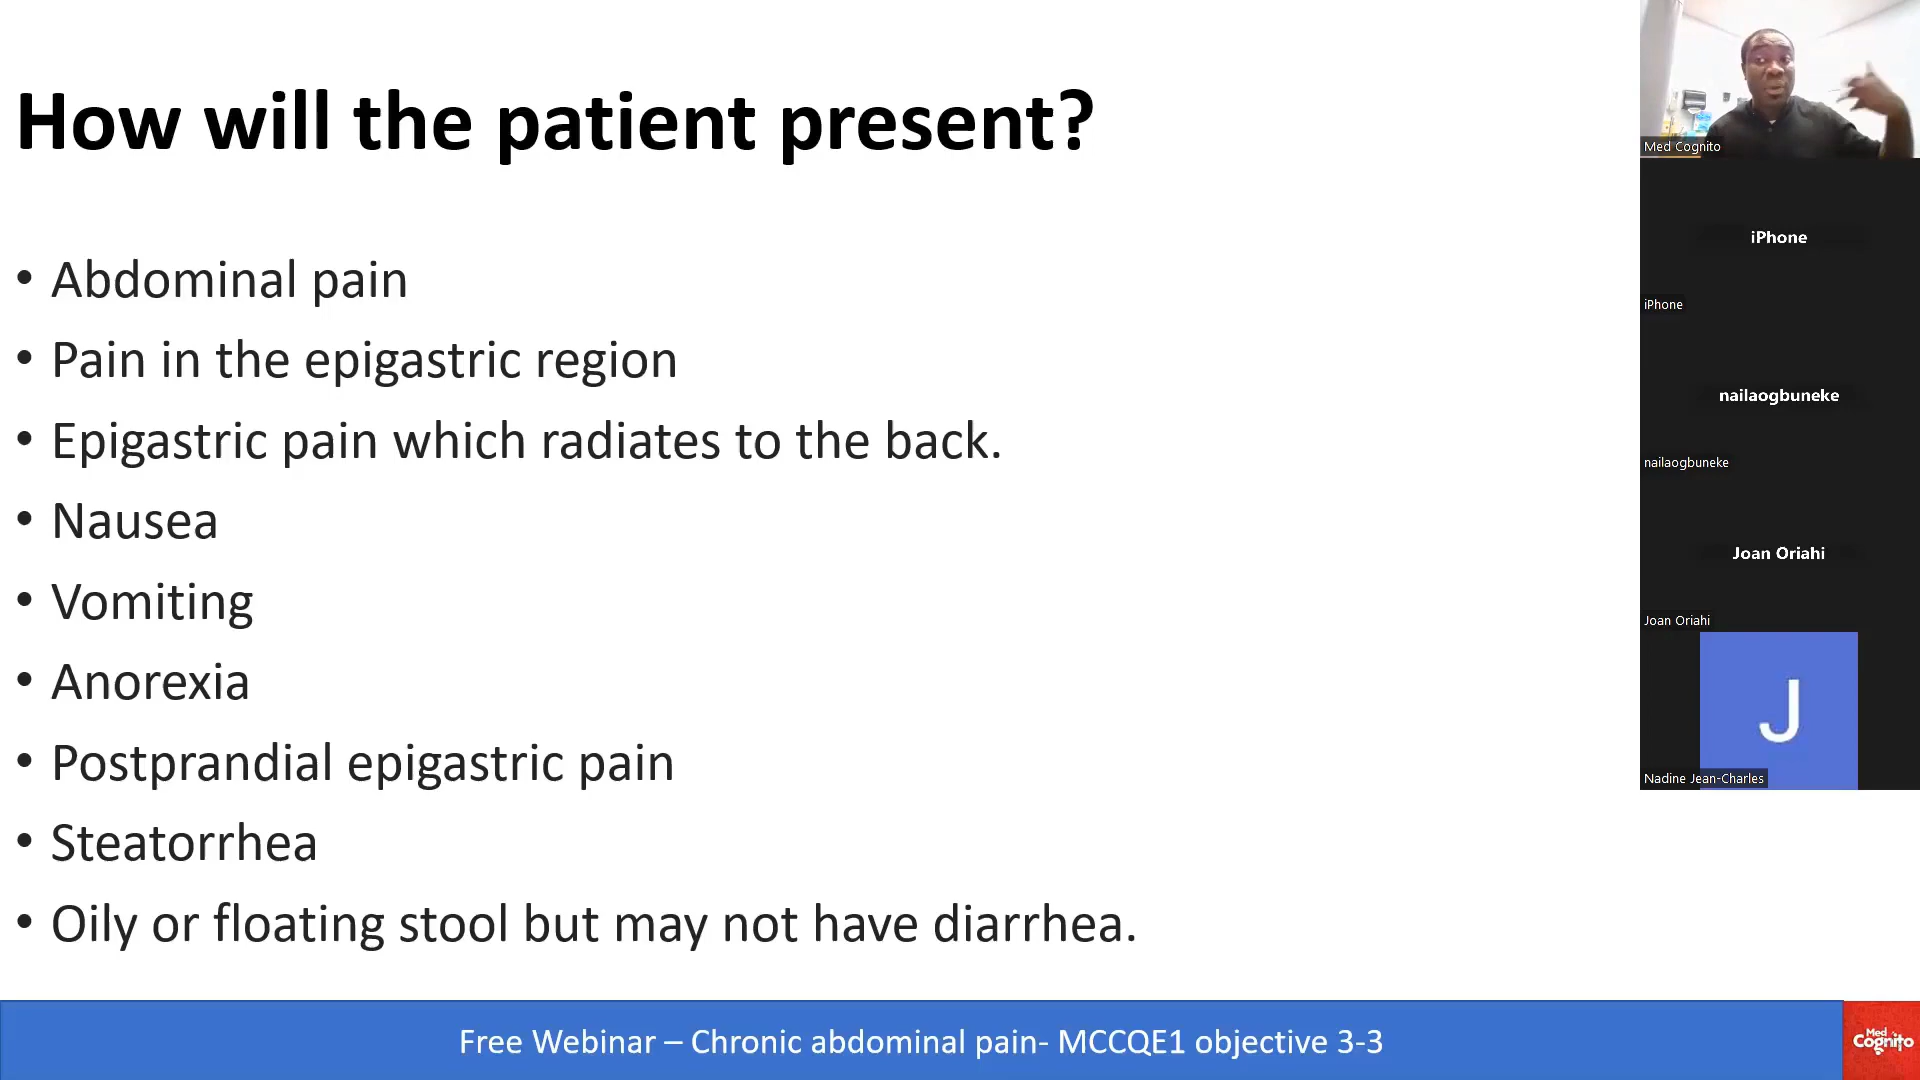 How will the patient present?
• Abdominal pain
• Pain in the epigastric region
• Epigastric pain which radiates to the back.
• Nausea
• Vomiting
• Anorexia
• Postprandial epigastric pain
• Steatorrhea
• Oily or floating stool but may not have diarrhea.
Free Webinar – Chronic abdominal pain- MCCQE1 objective 3-3
Med
Cognito
Med Cognito
iPhone
iPhone
nailaogbuneke
nailaogbuneke
Joan Oriahi
Joan Oriahi
J
Nadine Jean-Charles